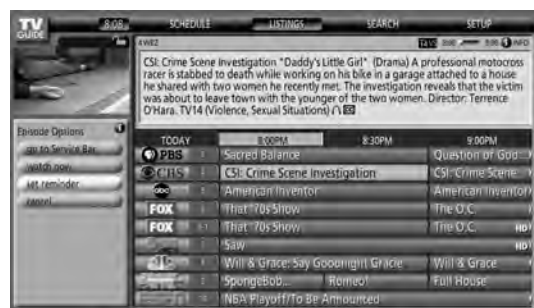 TV GUIDE
8:08
SCHEDULE LISTINGS SEARCH SETUP
4 WBZ
INFO
CSI: Crime Scene Investigation "Daddy's Little Girl" (Drama) A professional motocross
racer is stabbed to death while working on his bike in a garage attached to a house
he shared with two women he recently met. The investigation reveals that the victim
was about to leave town with the younger of the two women. Director: Terrence
O'Hara. TV14 (Violence, Sexual Situations)
Episode Options
go to Service Bar
watch now
set reminder
cancel
TODAY 8:00PM 8:30PM 9:00PM
PBS Sacred Balance Question of God
CBS CSI: Crime Scene Investigation CSI: Crime Scene
abc American Inventor American Inventor
FOX That '70s Show The O.C.
FOX That '70s Show The O.C. HD
Saw HD
Will & Grace: Say Goodnight Gracie Will & Grace
SpongeBob... Romeo! Full House
NBA Playoff/To Be Announced